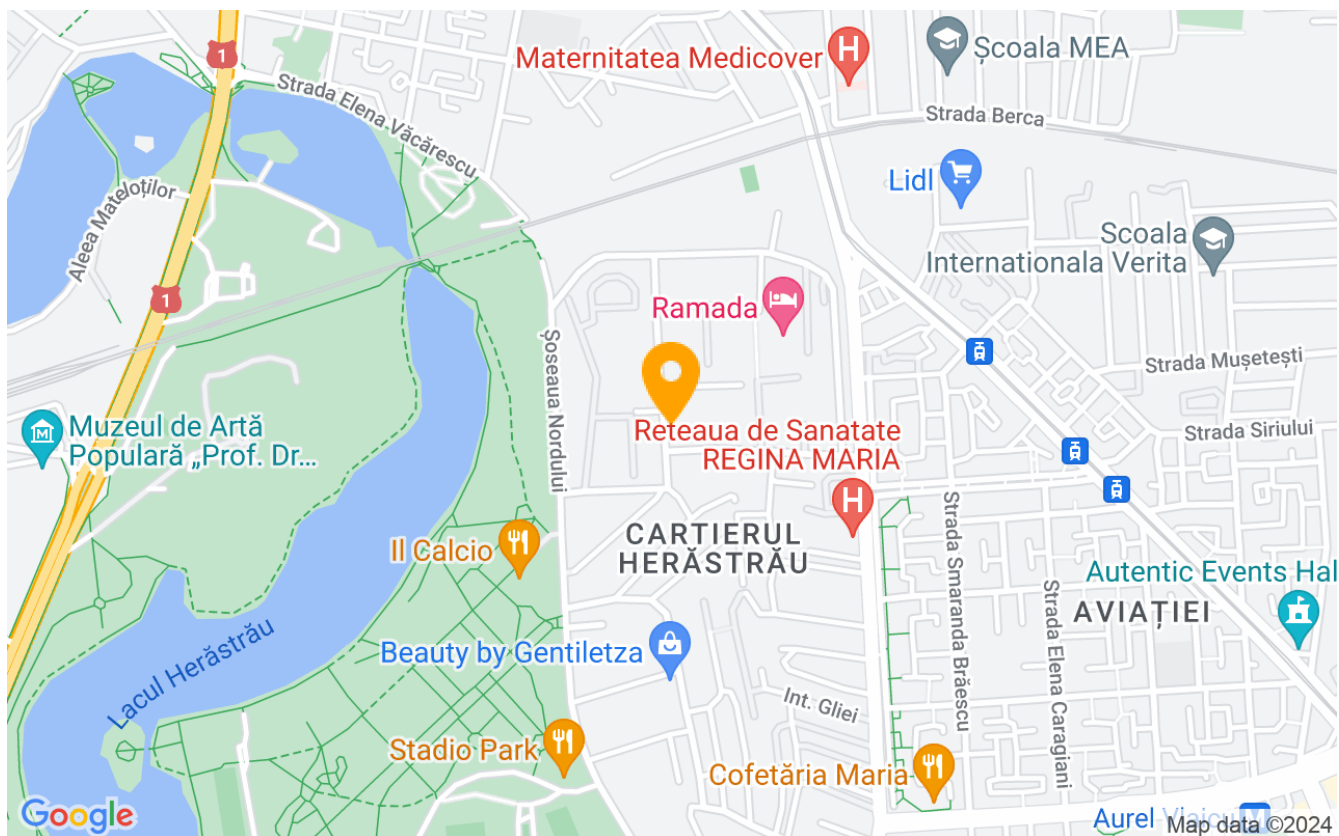 1
Maternitatea Medicover
H
Școala MEA
Strada Elena Văcărescu
Strada Berca
Lidl
Aleea Mateloților
Scoala
Internationala Verita
1
Ramada
Șoseaua Nordului
Strada Mușetești
Muzeul de Artă
Populară „Prof. Dr...
M
Reteaua de Sanatate
REGINA MARIA
Strada Siriului
H
CARTIERUL
HERĂSTRĂU
Il Calcio
Strada Smaranda Brăescu
Autentic Events Hal
AVIAȚIEI
Strada Elena Caragiani
Lacul Herăstrău
Beauty by Gentiletza
Int. Gliei
Stadio Park
Cofetăria Maria
Google
Aurel Vlaicu
Map data ©2024